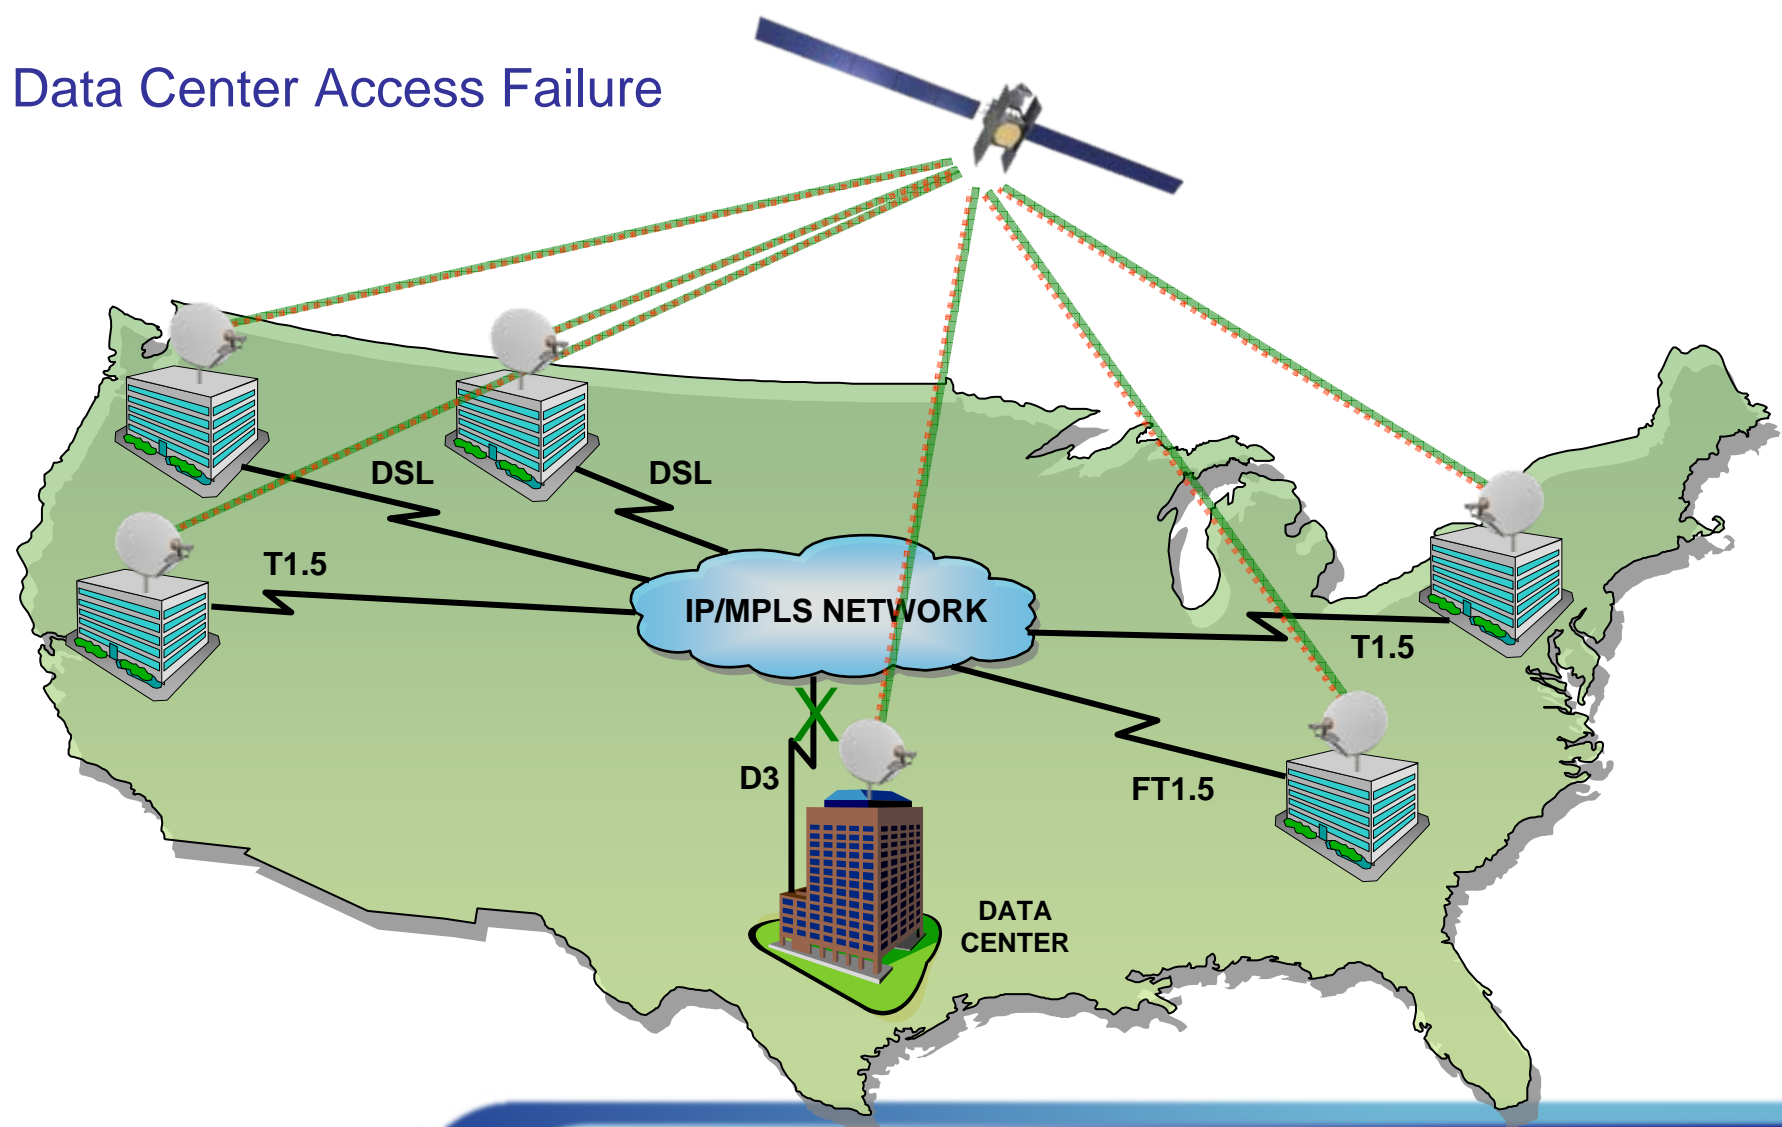 Data Center Access Failure
DSL
DSL
T1.5
IP/MPLS NETWORK
T1.5
X
D3
FT1.5
DATA
CENTER